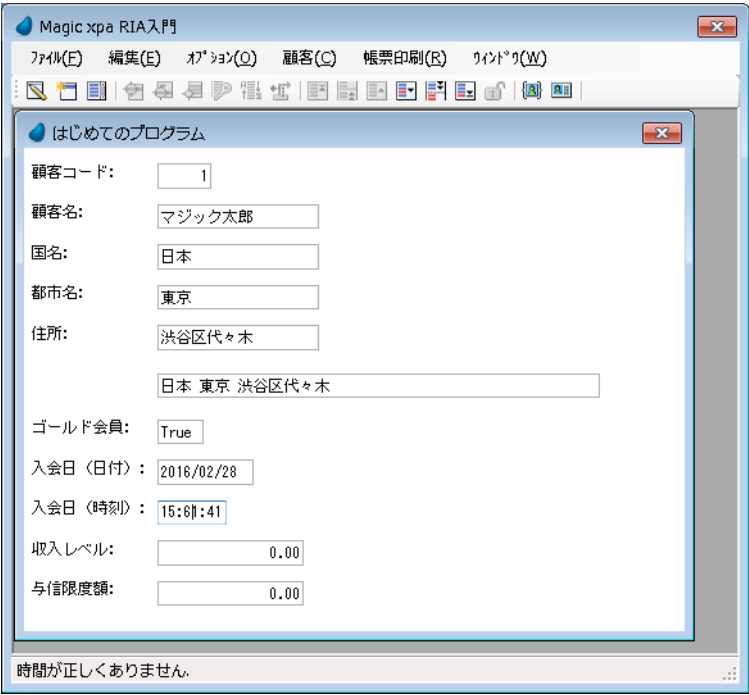 Magic xpa RIA入門
ﾌｧｲﾙ(F) 編集(E) ｵﾌﾟｼｮﾝ(O) 顧客(C) 帳票印刷(R) ｳｨﾝﾄﾞｳ(W)
はじめてのプログラム
顧客コード: 1
顧客名: マジック太郎
国名: 日本
都市名: 東京
住所: 渋谷区代々木
日本 東京 渋谷区代々木
ゴールド会員: True
入会日（日付）: 2016/02/28
入会日（時刻）: 15:61:41
収入レベル: 0.00
与信限度額: 0.00
時間が正しくありません.